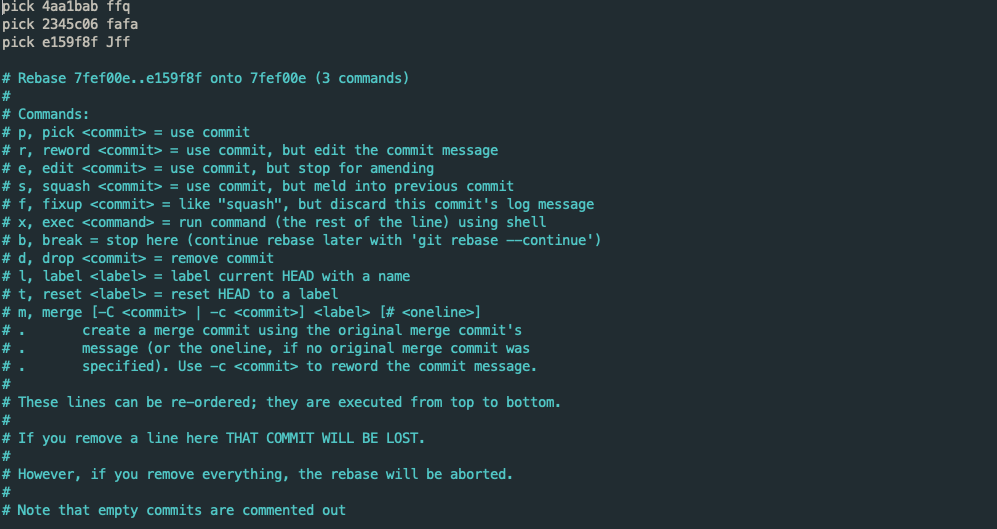 pick 4aa1bab ffq
pick 2345c06 fafa
pick e159f8f Jff
# Rebase 7fef00e..e159f8f onto 7fef00e (3 commands)
#
# Commands:
# p, pick <commit> = use commit
# r, reword <commit> = use commit, but edit the commit message
# e, edit <commit> = use commit, but stop for amending
# s, squash <commit> = use commit, but meld into previous commit
# f, fixup <commit> = like "squash", but discard this commit's log message
# x, exec <command> = run command (the rest of the line) using shell
# b, break = stop here (continue rebase later with 'git rebase --continue')
# d, drop <commit> = remove commit
# l, label <label> = label current HEAD with a name
# t, reset <label> = reset HEAD to a label
# m, merge [-C <commit> | -c <commit>] <label> [# <oneline>]
# .       create a merge commit using the original merge commit's
# .       message (or the oneline, if no original merge commit was
# .       specified). Use -c <commit> to reword the commit message.
#
# These lines can be re-ordered; they are executed from top to bottom.
#
# If you remove a line here THAT COMMIT WILL BE LOST.
#
# However, if you remove everything, the rebase will be aborted.
#
# Note that empty commits are commented out